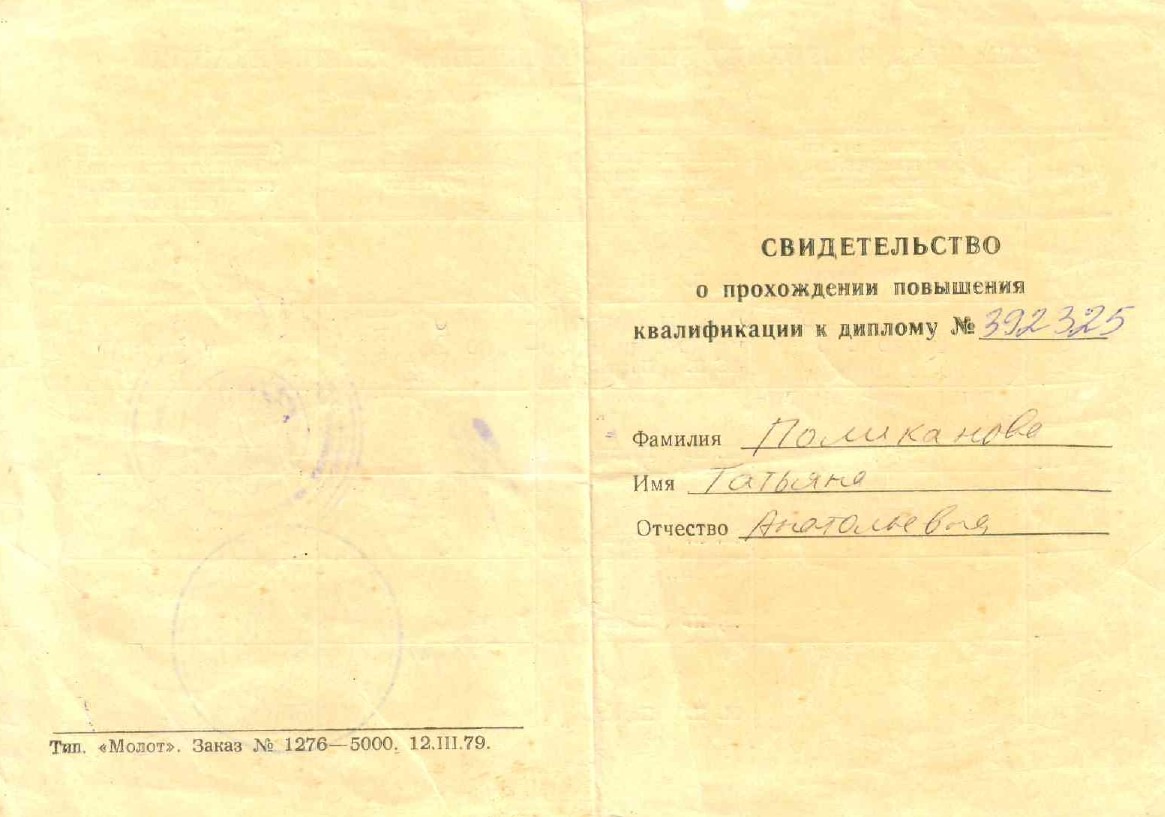 СВИДЕТЕЛЬСТВО
о прохождении повышения
квалификации к диплому № 392325
Фамилия Поликанова
Имя Татьяна
Отчество Анатольевна
Тип. «Молот». Заказ № 1276—5000. 12.III.79.